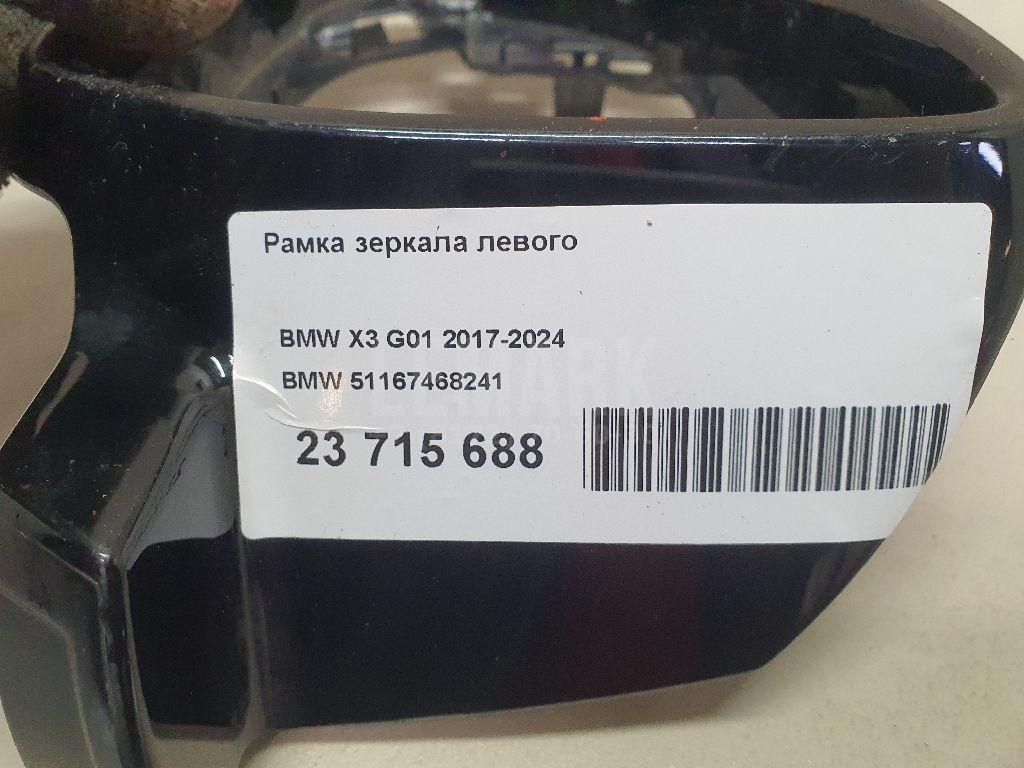 Рамка зеркала левого
BMW X3 G01 2017-2024
BMW 51167468241
23 715 688